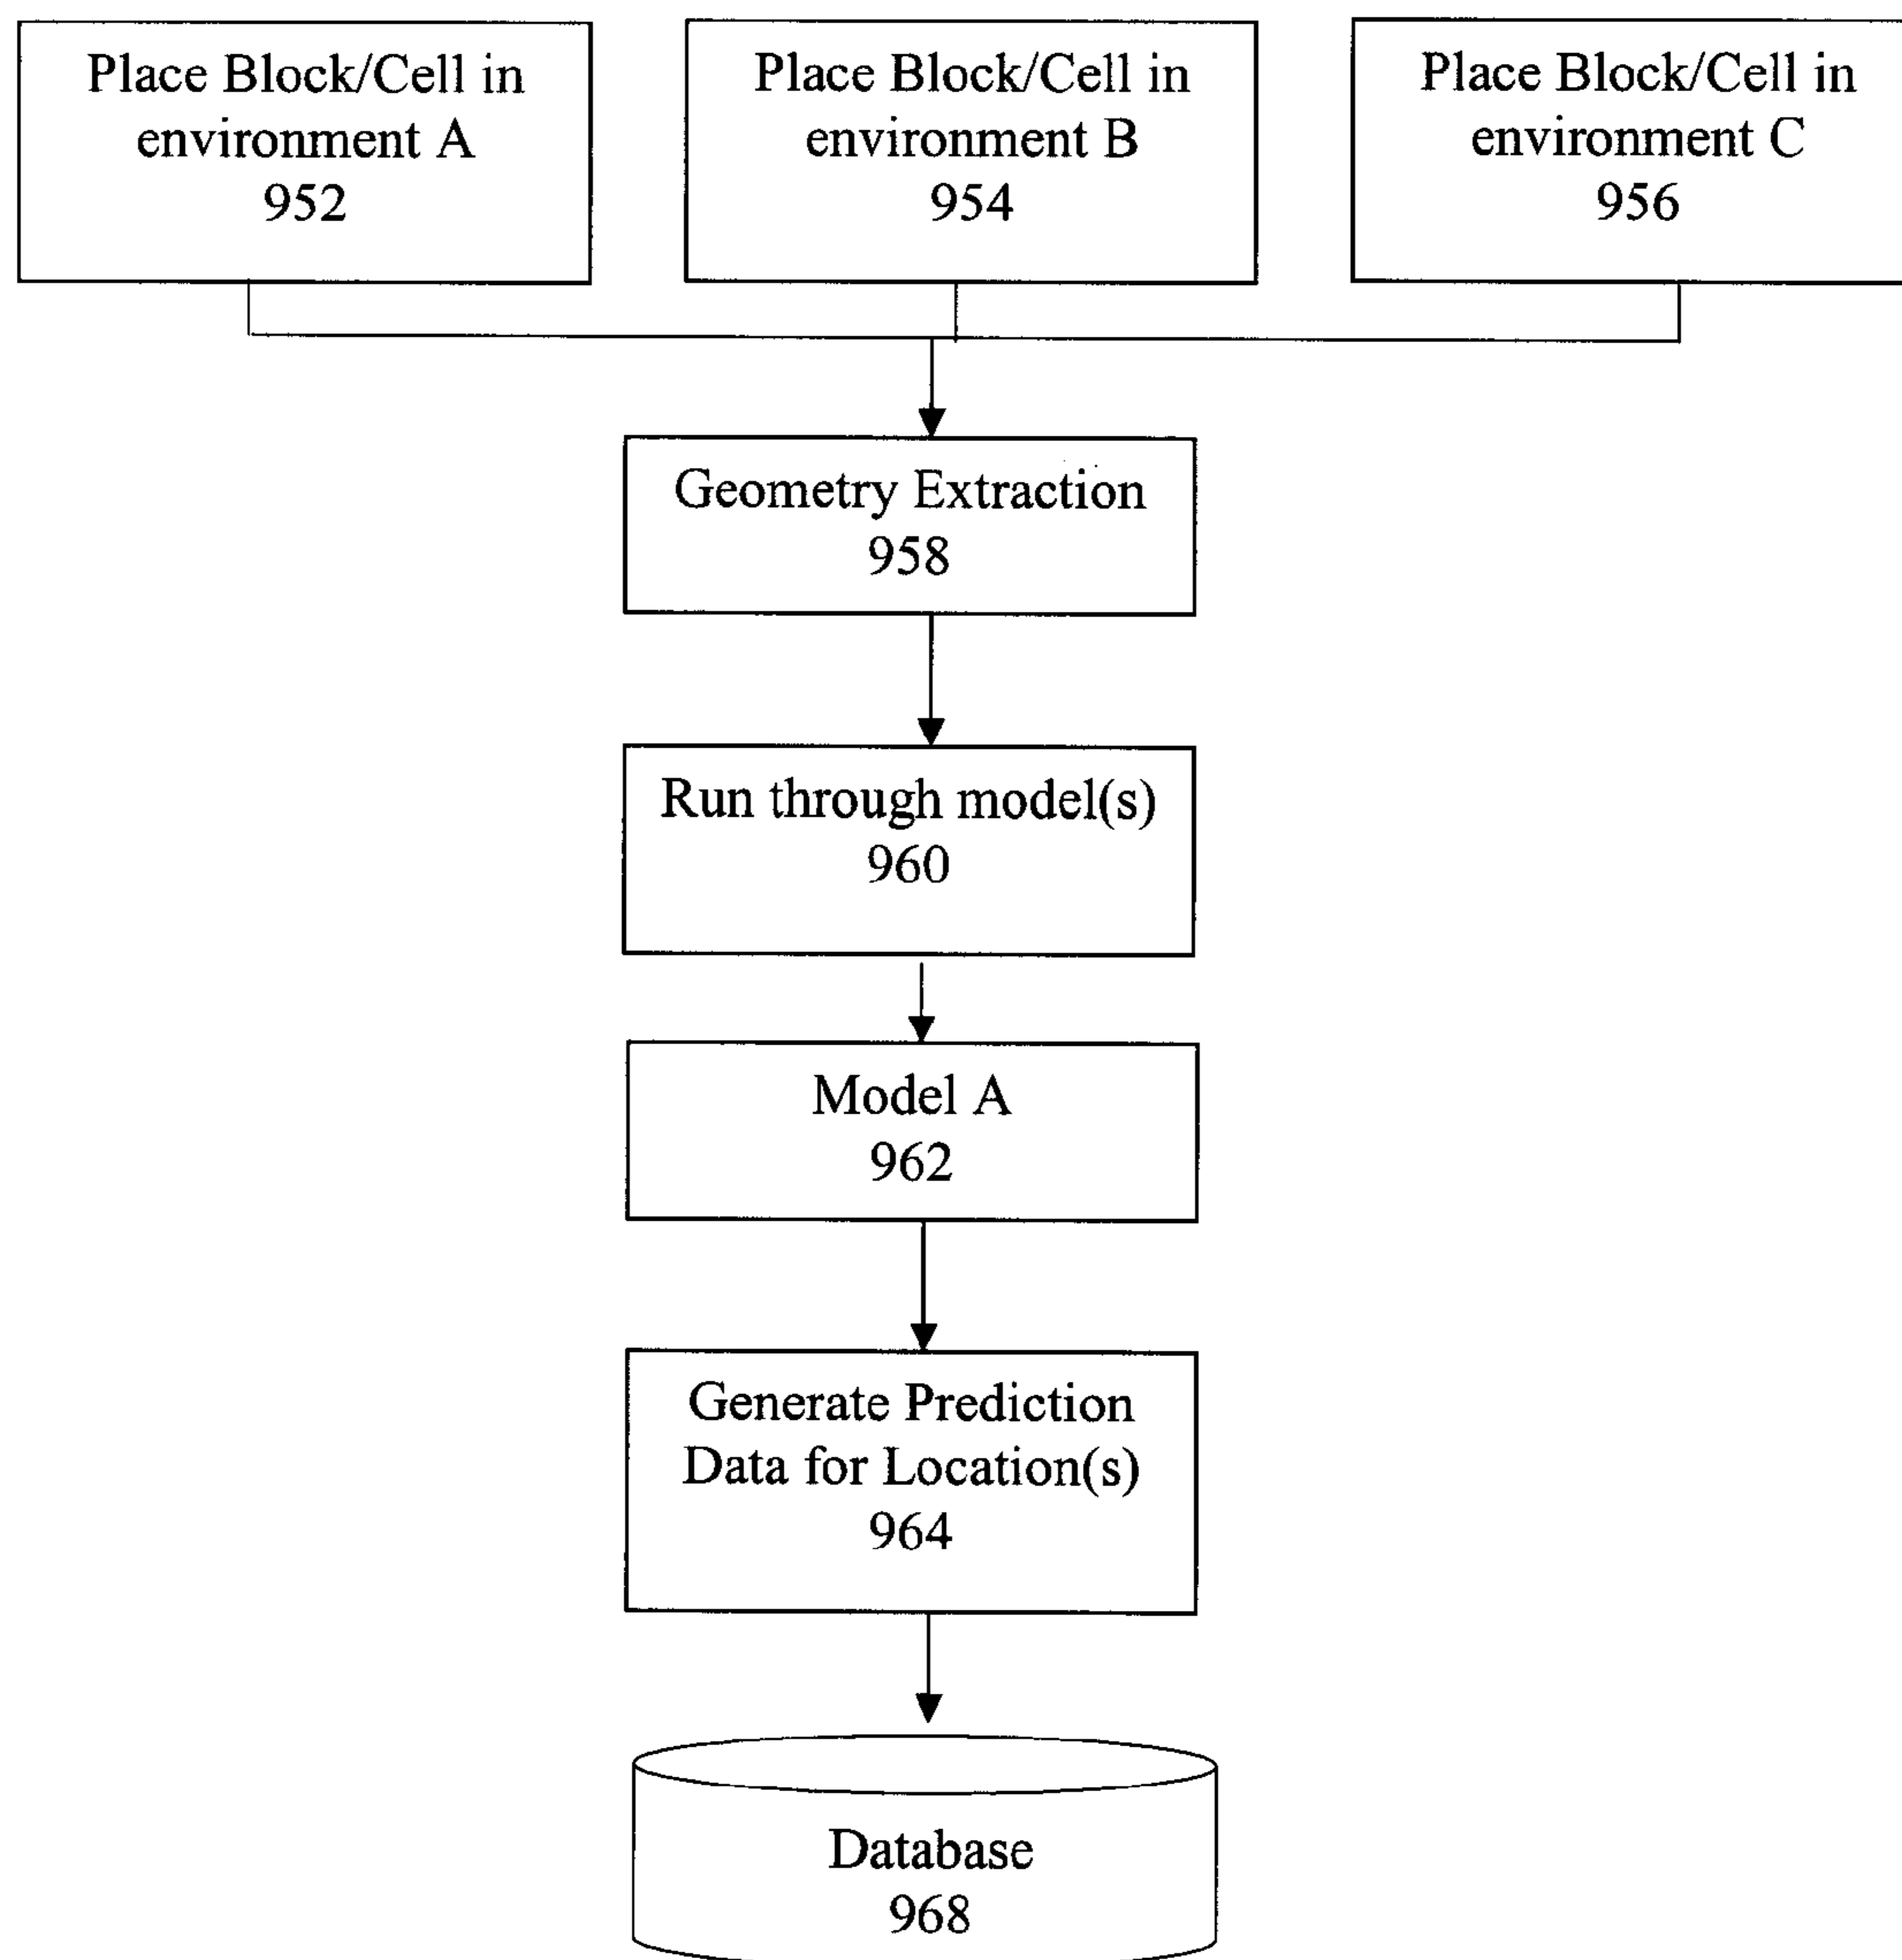 Place Block/Cell in
environment A
952
Place Block/Cell in
environment B
954
Place Block/Cell in
environment C
956
Geometry Extraction
958
Run through model(s)
960
Model A
962
Generate Prediction
Data for Location(s)
964
Database
968